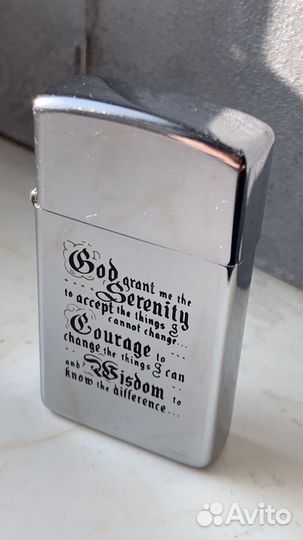 God grant me the
Serenity
to accept the things I
cannot change...
Courage to
change the things I can
and Wisdom to
know the difference...
Avito